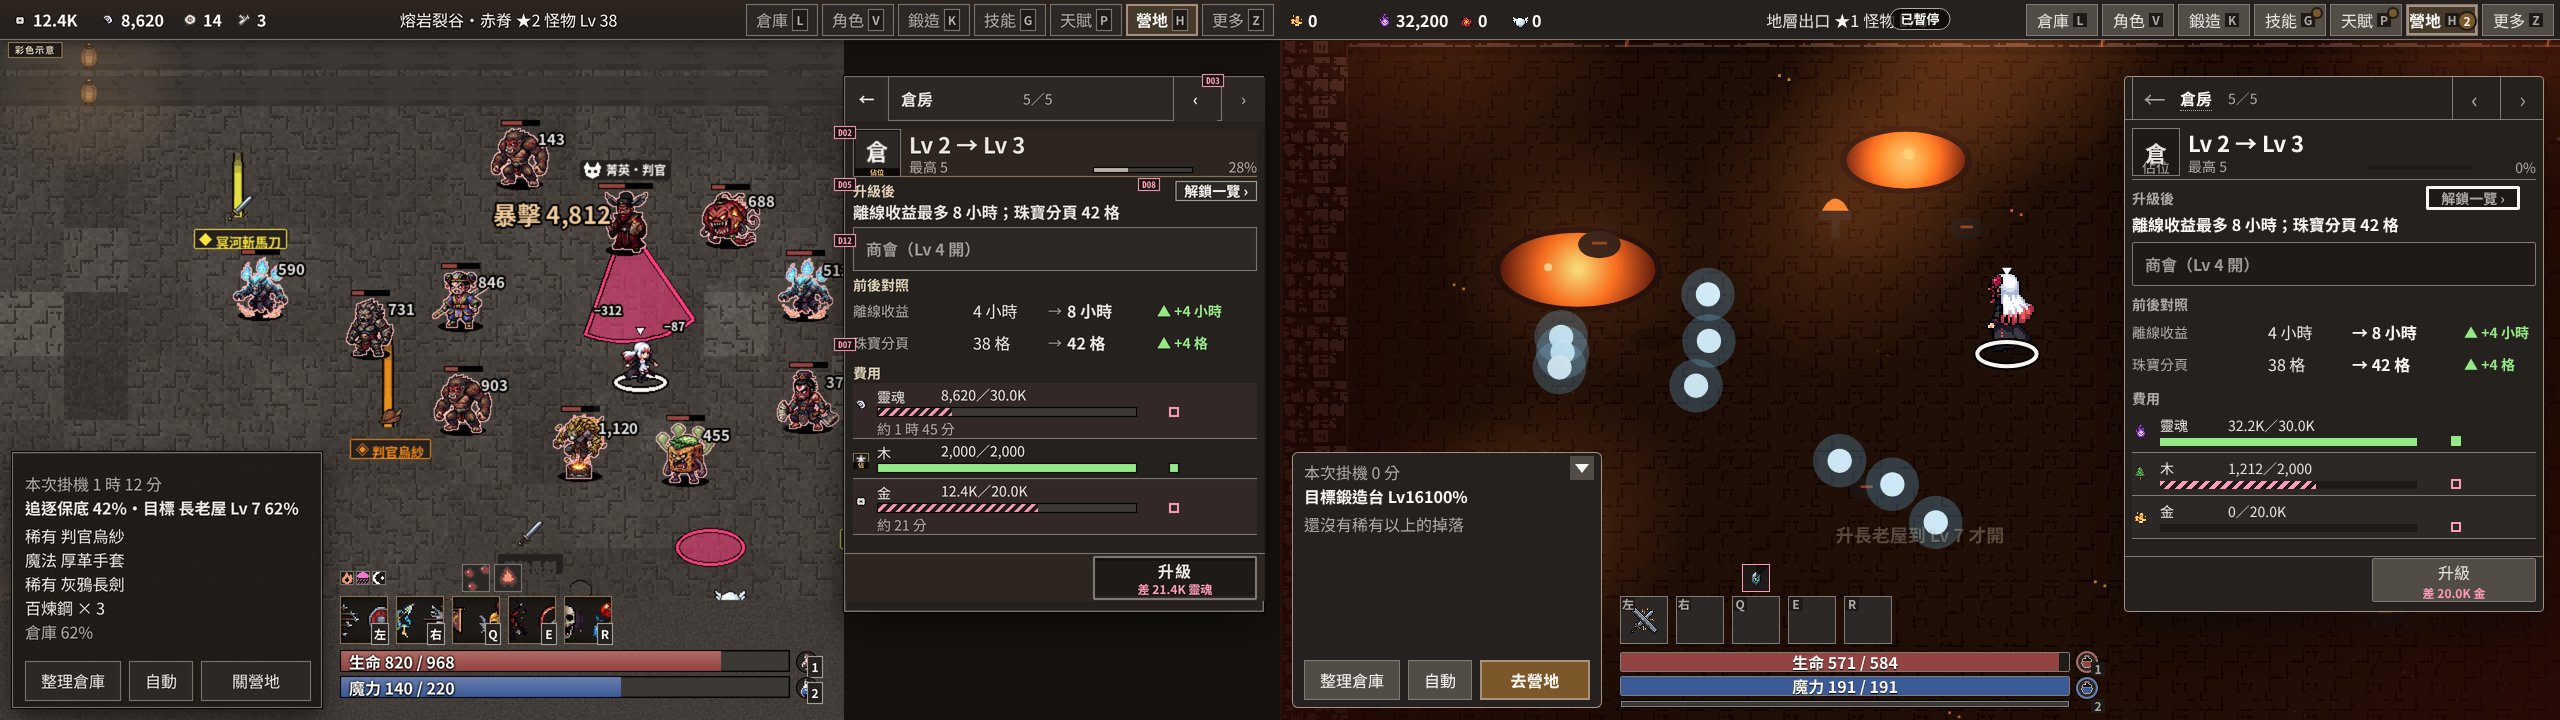 12.4K 8,620 14 3 熔岩裂谷・赤脊 ★2 怪物 Lv 38 倉庫 L 角色 V 鍛造 K 技能 G 天賦 P 營地 H 更多 Z
彩色示意
143
菁英・判官
暴擊 4,812
688
冥河斬馬刀
590
846
731
-312
-87
903
1,120
455
37
判官烏紗
本次掛機 1 時 12 分
追逐保底 42%・目標 長老屋 Lv 7 62%
稀有 判官烏紗
魔法 厚革手套
稀有 灰鴉長劍
百煉鋼 × 3
倉庫 62%
整理倉庫 自動 關營地
左 右 Q E R
生命 820 / 968 1
魔力 140 / 220 2
D03
← 倉房 5／5 ‹ ›
D02
倉 Lv 2 → Lv 3
佔位 最高 5 28%
D05 升級後 D08 解鎖一覽 ›
離線收益最多 8 小時；珠寶分頁 42 格
D12
商會（Lv 4 開）
前後對照
離線收益 4 小時 → 8 小時 ▲ +4 小時
D07 珠寶分頁 38 格 → 42 格 ▲ +4 格
費用
靈魂 8,620／30.0K
約 1 時 45 分
木 2,000／2,000
金 12.4K／20.0K
約 21 分
升級
差 21.4K 靈魂
0 32,200 0 0 地層出口 ★1 怪物 已暫停 倉庫 L 角色 V 鍛造 K 技能 G 天賦 P 營地 H 2 更多 Z
本次掛機 0 分
目標鍛造台 Lv16100%
還沒有稀有以上的掉落
整理倉庫 自動 去營地
升長老屋到 Lv 7 才開
左 右 Q E R
生命 571 / 584 1
魔力 191 / 191
2
← 倉房 5／5 ‹ ›
倉 Lv 2 → Lv 3
佔位 最高 5 0%
升級後 解鎖一覽 ›
離線收益最多 8 小時；珠寶分頁 42 格
商會（Lv 4 開）
前後對照
離線收益 4 小時 → 8 小時 ▲ +4 小時
珠寶分頁 38 格 → 42 格 ▲ +4 格
費用
靈魂 32.2K／30.0K
木 1,212／2,000
金 0／20.0K
升級
差 20.0K 金